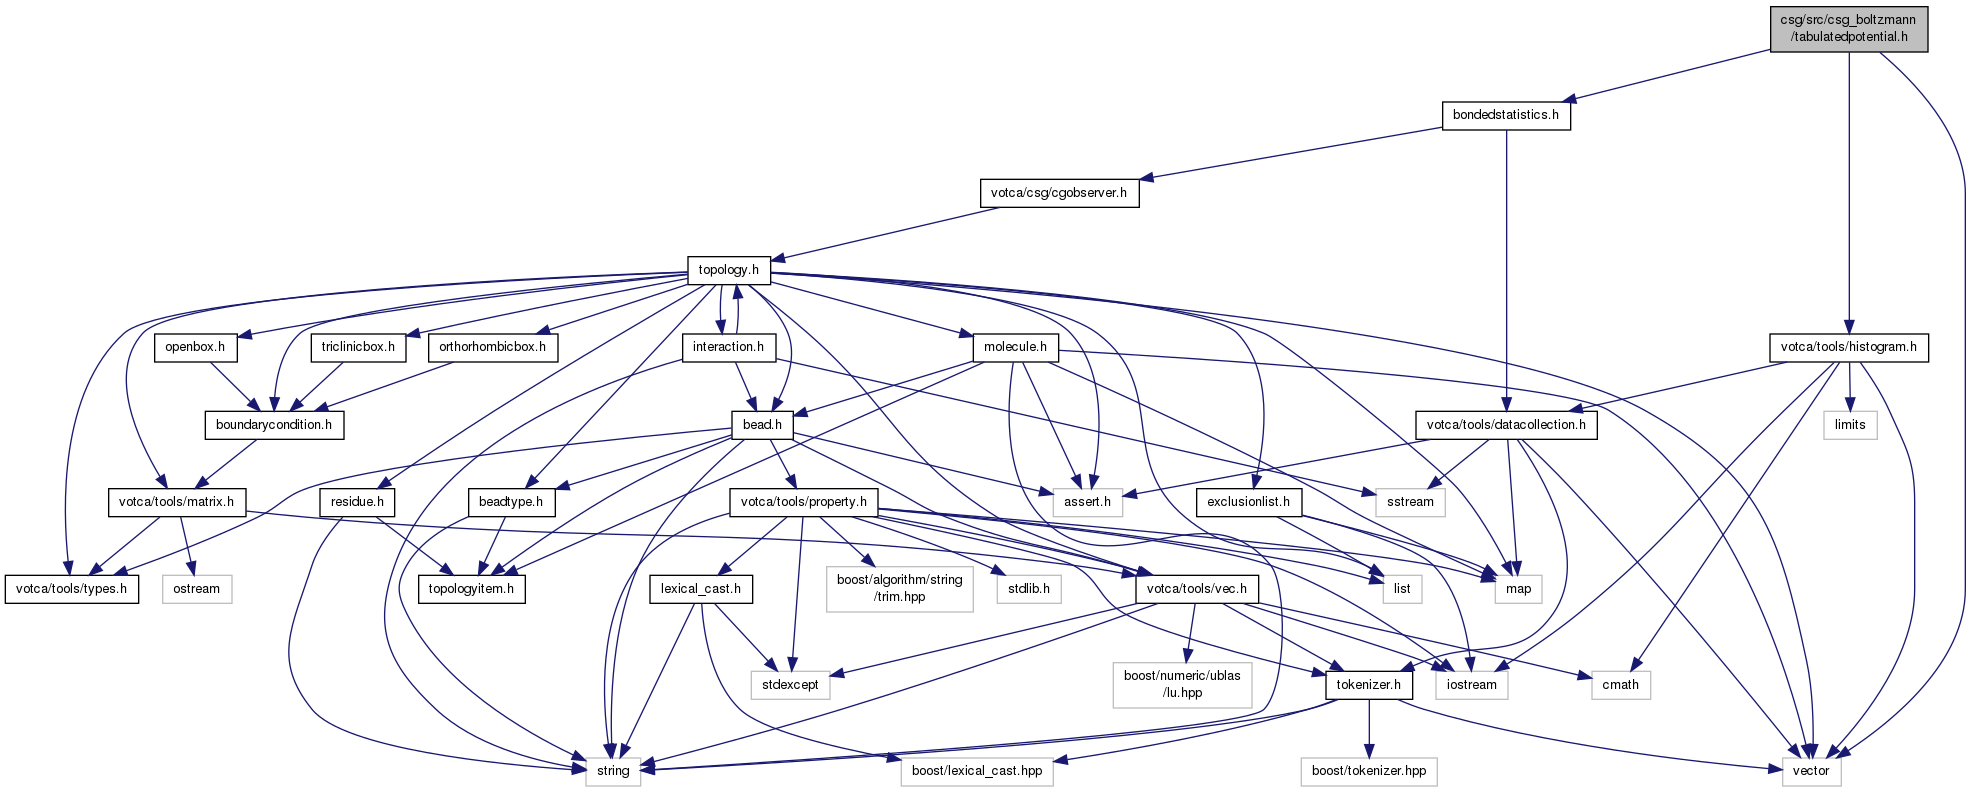 csg/src/csg_boltzmann
/tabulatedpotential.h
bondedstatistics.h
votca/csg/cgobserver.h
topology.h
openbox.h
triclinicbox.h
orthorhombicbox.h
interaction.h
molecule.h
votca/tools/histogram.h
boundarycondition.h
bead.h
votca/tools/datacollection.h
limits
votca/tools/matrix.h
residue.h
beadtype.h
votca/tools/property.h
assert.h
exclusionlist.h
sstream
votca/tools/types.h
ostream
topologyitem.h
lexical_cast.h
boost/algorithm/string
/trim.hpp
stdlib.h
votca/tools/vec.h
list
map
stdexcept
boost/numeric/ublas
/lu.hpp
tokenizer.h
iostream
cmath
string
boost/lexical_cast.hpp
boost/tokenizer.hpp
vector